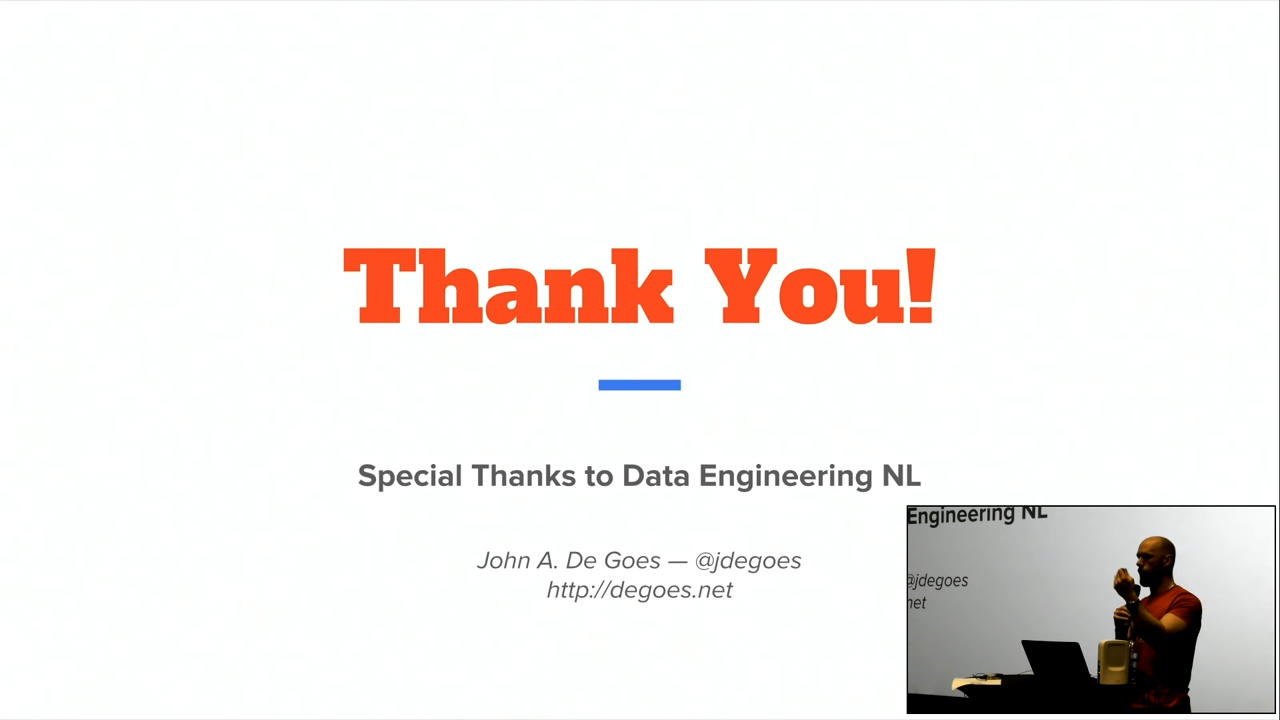 Thank You!
Special Thanks to Data Engineering NL
John A. De Goes — @jdegoes
http://degoes.net
Engineering NL
@jdegoes
net